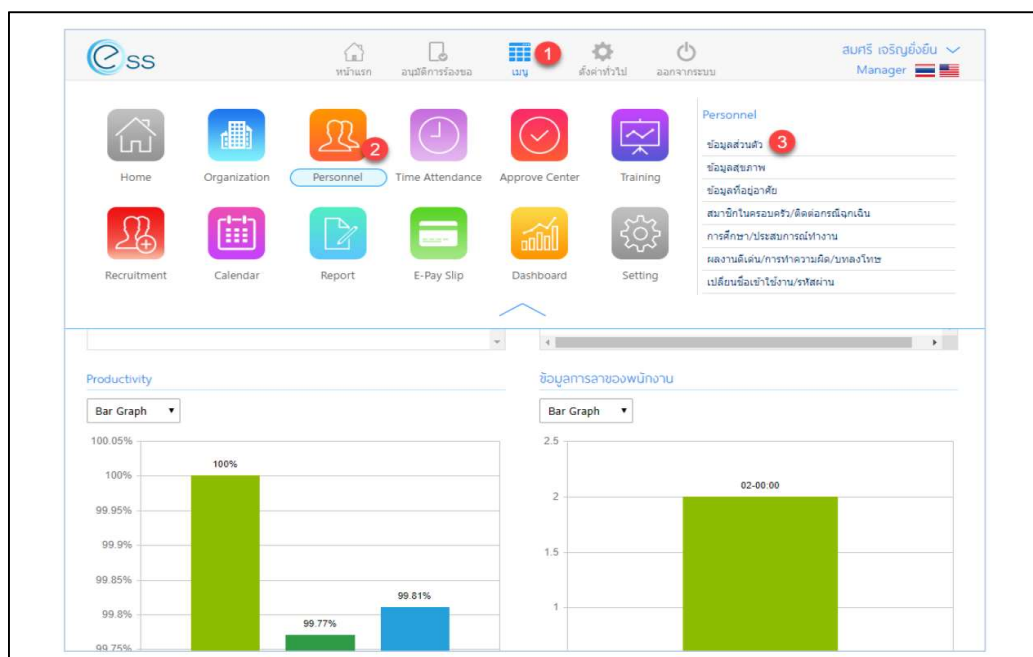 ess
หน้าแรก อนุมัติการร้องขอ เมนู 1 ตั้งค่าทั่วไป ออกจากระบบ
สมศรี เจริญยิ่งยืน
Manager
2
Home Organization Personnel Time Attendance Approve Center Training
Recruitment Calendar Report E-Pay Slip Dashboard Setting
Personnel
ข้อมูลส่วนตัว 3
ข้อมูลสุขภาพ
ข้อมูลที่อยู่อาศัย
สมาชิกในครอบครัว/ติดต่อกรณีฉุกเฉิน
การศึกษา/ประสบการณ์ทำงาน
ผลงานดีเด่น/การทำความผิด/บทลงโทษ
เปลี่ยนชื่อเข้าใช้งาน/รหัสผ่าน
Productivity
Bar Graph
100.05%
100%
99.95%
99.9%
99.85%
99.8%
99.75%
100%
99.77%
99.81%
ข้อมูลการลาของพนักงาน
Bar Graph
2.5
2
1.5
1
02-00:00